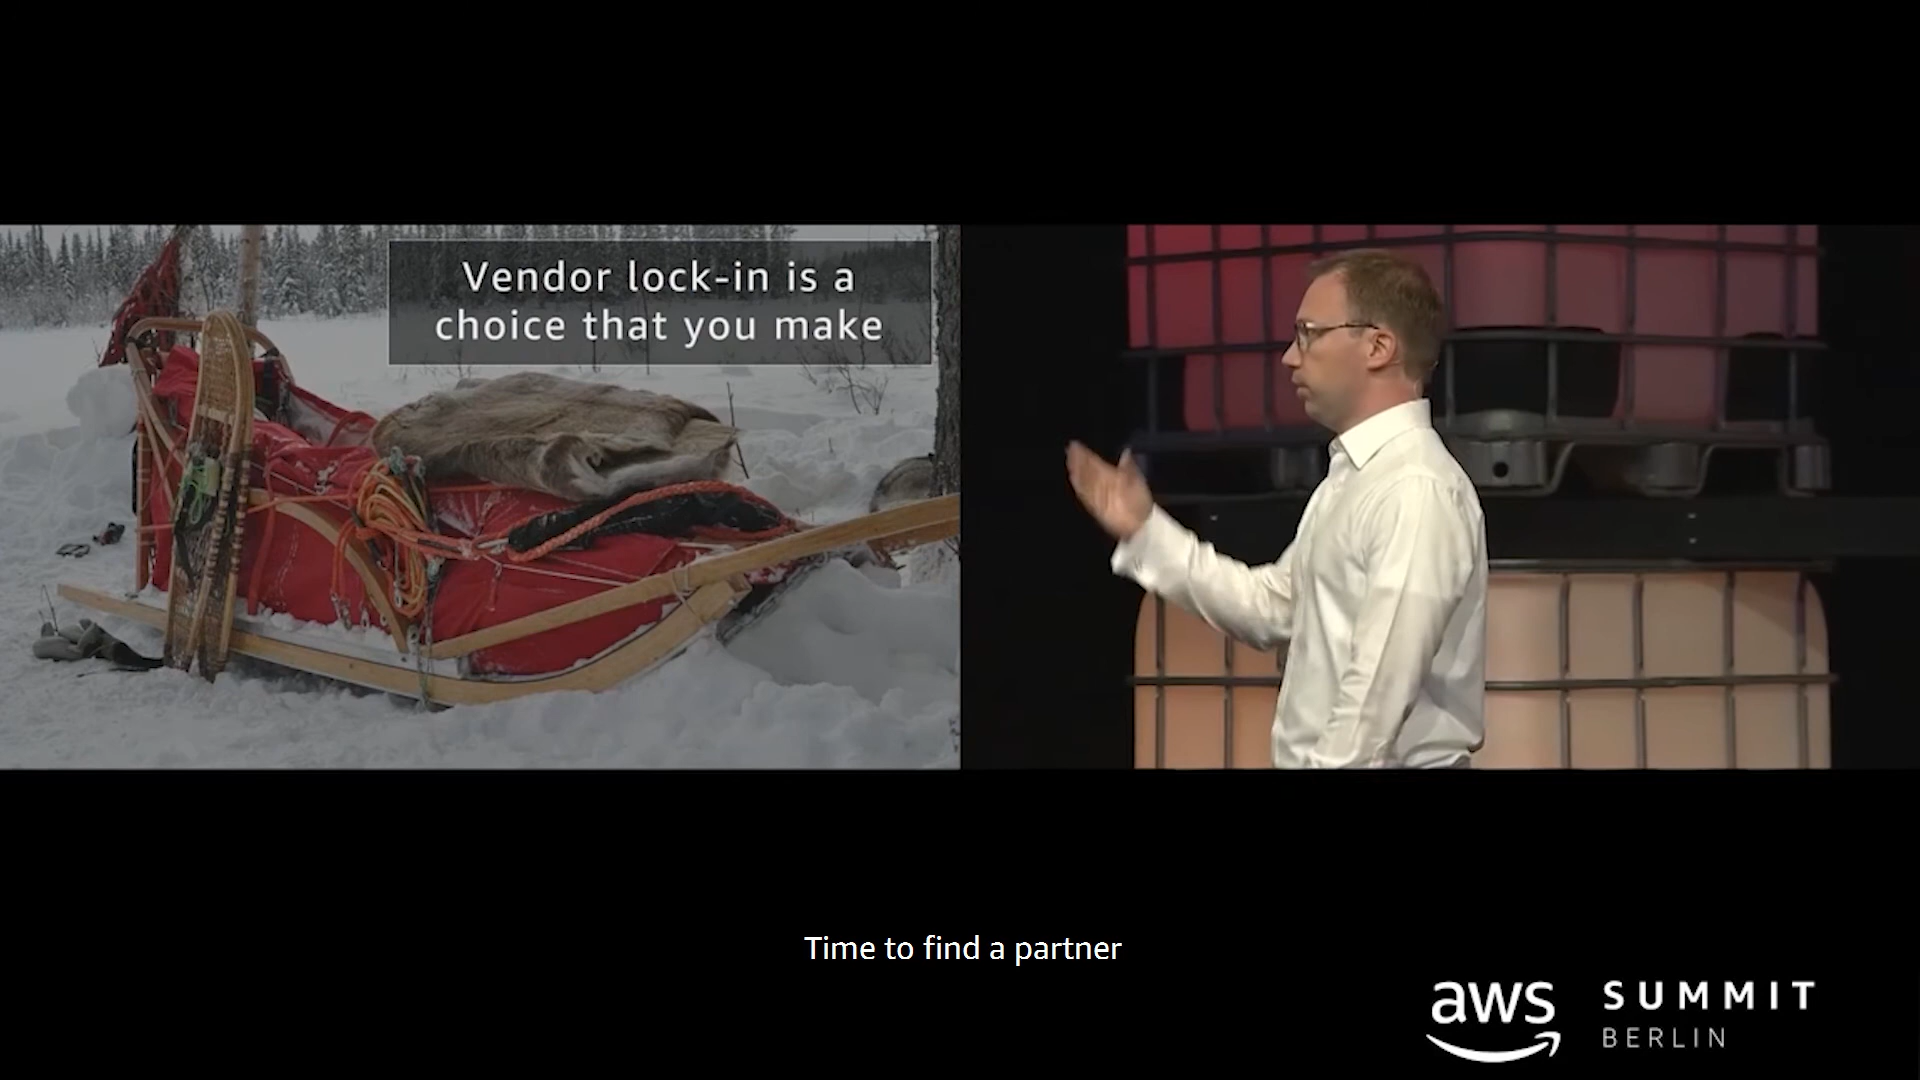 Vendor lock-in is a
choice that you make
Time to find a partner
aws
SUMMIT
BERLIN